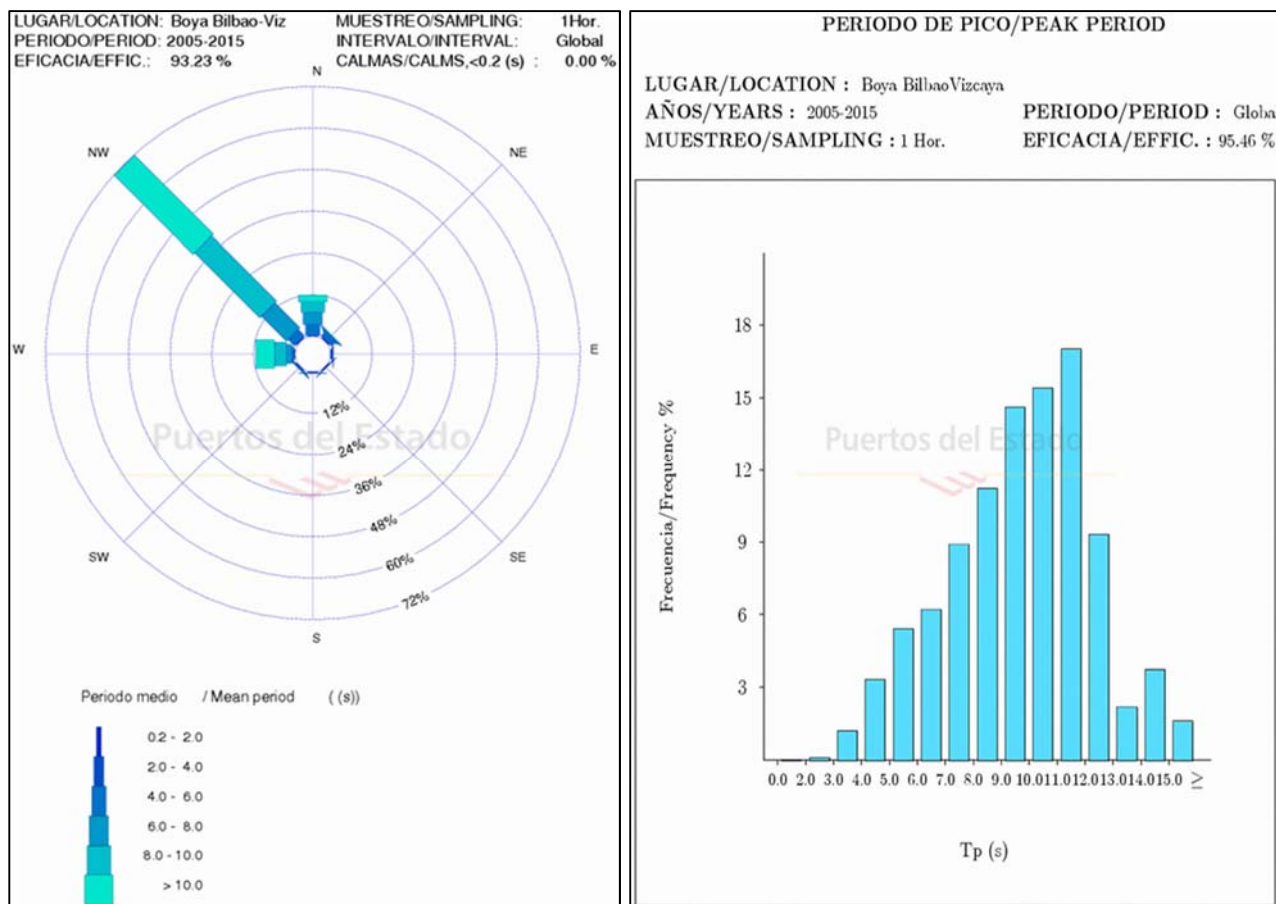 LUGAR/LOCATION: Boya Bilbao-Viz MUESTREO/SAMPLING: 1Hor.
PERIODO/PERIOD: 2005-2015 INTERVALO/INTERVAL: Global
EFICACIA/EFFIC.: 93.23 % CALMAS/CALMS,<0.2 (s) : 0.00 %
N
NW
NE
W
E
12%
Puertos del Estado
24%
36%
48%
SW
60%
SE
72%
S
Periodo medio / Mean period ( (s))
0.2 - 2.0
2.0 - 4.0
4.0 - 6.0
6.0 - 8.0
8.0 - 10.0
> 10.0
PERIODO DE PICO/PEAK PERIOD
LUGAR/LOCATION : Boya BilbaoVizcaya
AÑOS/YEARS : 2005-2015 PERIODO/PERIOD : Globa
MUESTREO/SAMPLING : 1 Hor. EFICACIA/EFFIC. : 95.46 %
Frecuencia/Frequency %
18
15
Puertos del Estado
12
9
6
3
0.0 2.0 3.0 4.0 5.0 6.0 7.0 8.0 9.0 10.0 11.0 12.0 13.0 14.0 15.0 ≥
Tp (s)